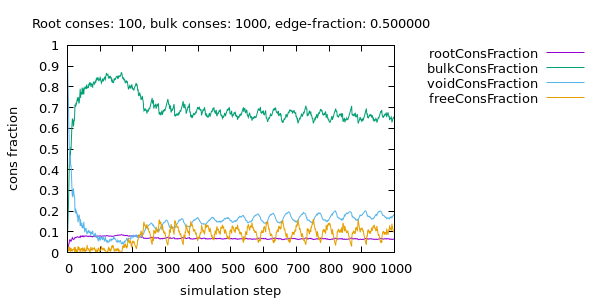 Root conses: 100, bulk conses: 1000, edge-fraction: 0.500000
1
0.9
0.8
0.7
0.6
0.5
0.4
0.3
0.2
0.1
0
0 100 200 300 400 500 600 700 800 900 1000
cons fraction
simulation step
rootConsFraction
bulkConsFraction
voidConsFraction
freeConsFraction